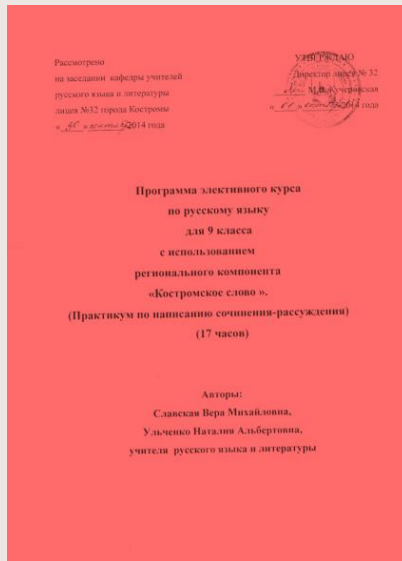 Рассмотрено
на заседании кафедры учителей
русского языка и литературы
лицея №32 города Костромы
2014 года
УТВЕРЖДАЮ
Директор лицея № 32
М.В. Кучеринская
2014 года
Программа элективного курса
по русскому языку
для 9 класса
с использованием
регионального компонента
«Костромское слово ».
(Практикум по написанию сочинения-рассуждения)
(17 часов)
Авторы:
Славская Вера Михайловна,
Ульченко Наталия Альбертовна,
учителя русского языка и литературы